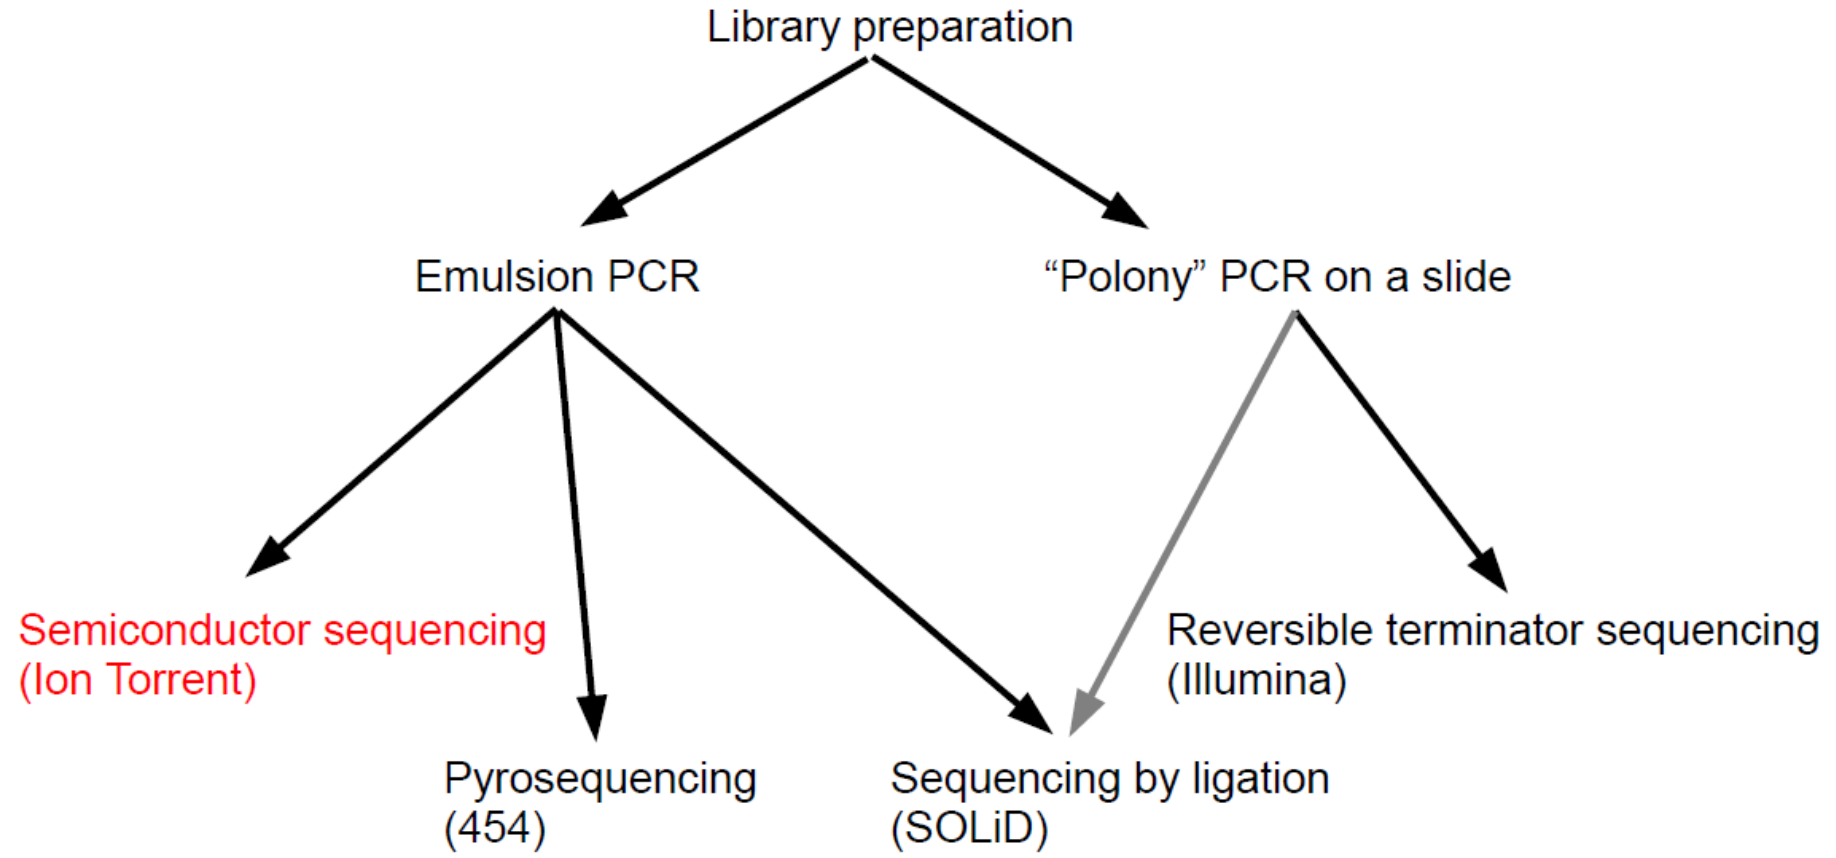 Library preparation
Emulsion PCR
“Polony” PCR on a slide
Semiconductor sequencing
(Ion Torrent)
Reversible terminator sequencing
(Illumina)
Pyrosequencing
(454)
Sequencing by ligation
(SOLiD)